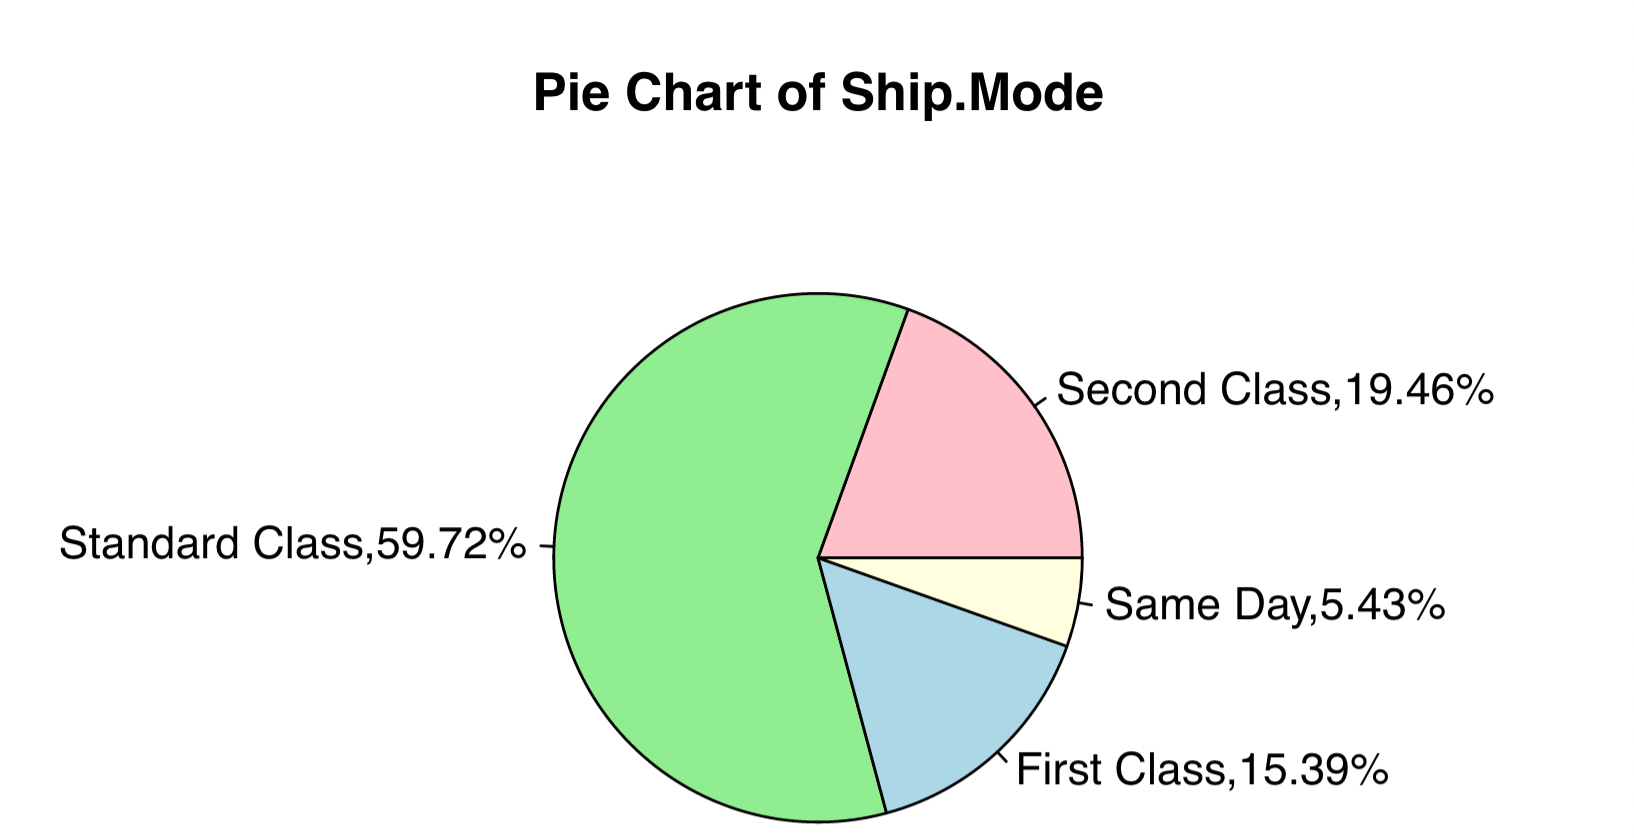 Pie Chart of Ship.Mode
Second Class,19.46%
Standard Class,59.72%
Same Day,5.43%
First Class,15.39%